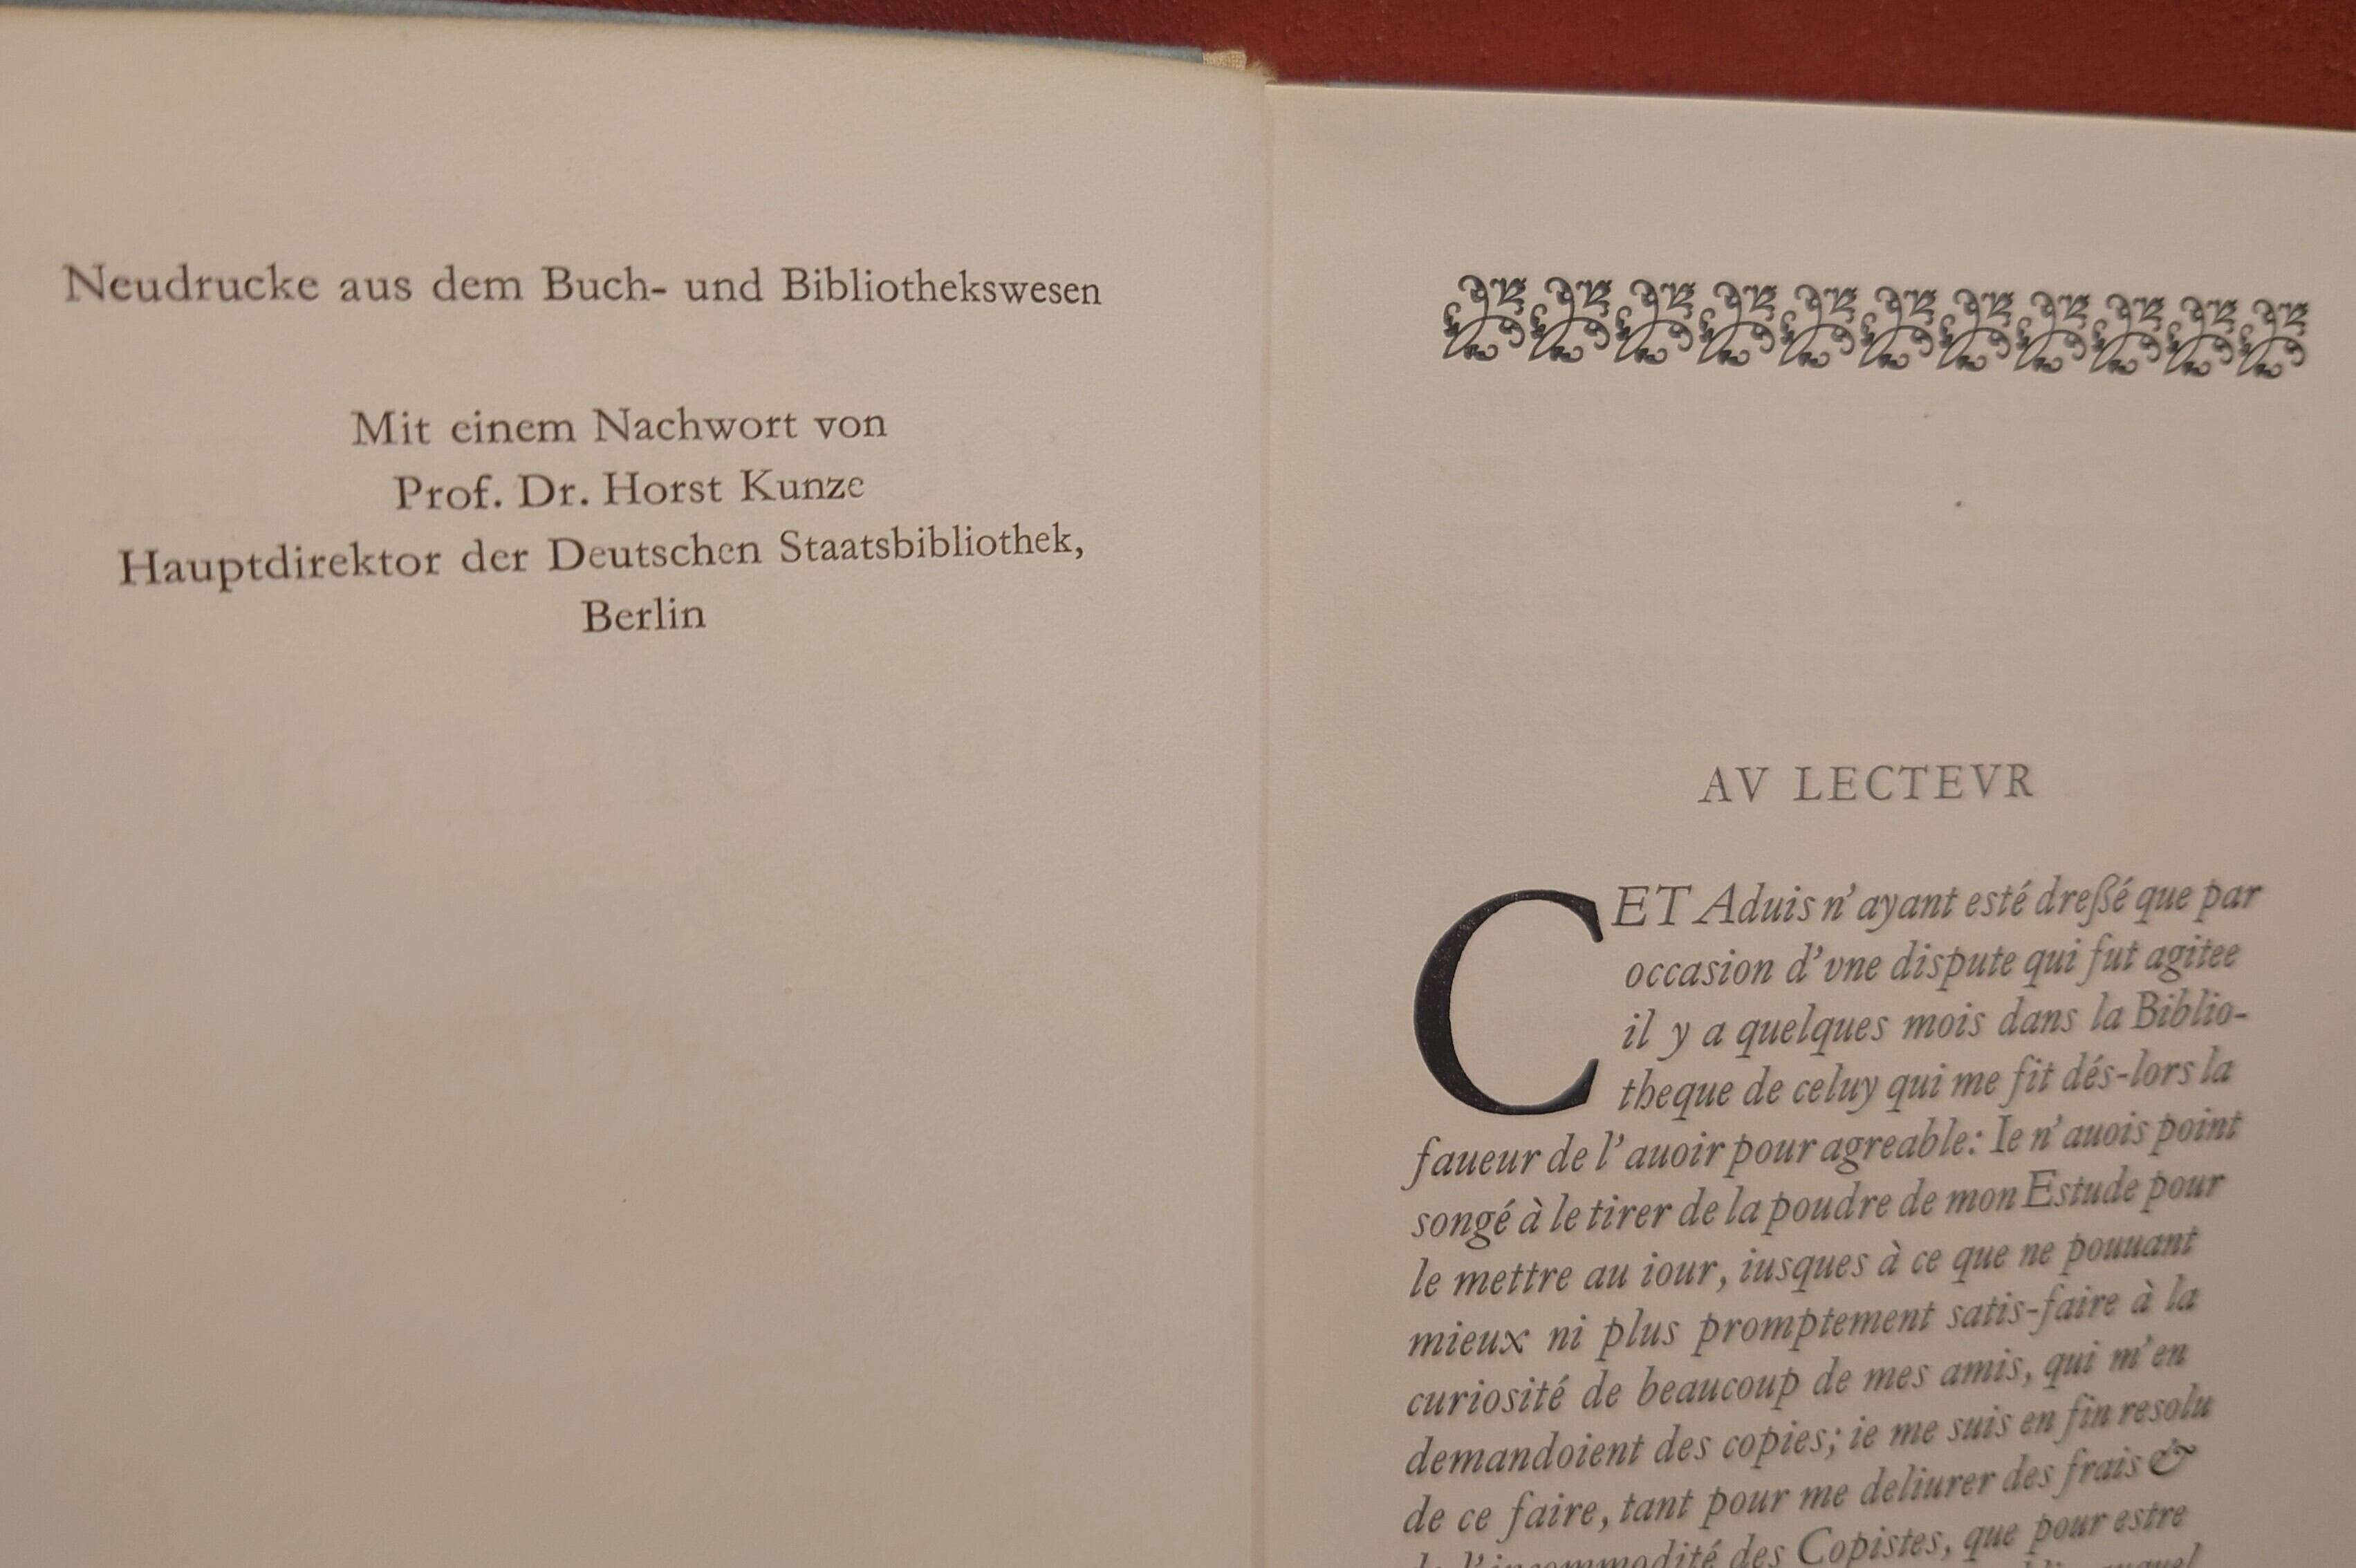 Neudrucke aus dem Buch- und Bibliothekswesen
Mit einem Nachwort von
Prof. Dr. Horst Kunze
Hauptdirektor der Deutschen Staatsbibliothek,
Berlin
AV LECTEVR
CET Aduis n'ayant esté dreßé que par
occasion d'vne dispute qui fut agitee
il y a quelques mois dans la Biblio-
theque de celuy qui me fit dés-lors la
faueur de l'auoir pour agreable: Ie n'auois point
songé à le tirer de la poudre de mon Estude pour
le mettre au iour, iusques à ce que ne pouuant
mieux ni plus promptement satis-faire à la
curiosité de beaucoup de mes amis, qui m'en
demandoient des copies; ie me suis en fin resolu
de ce faire, tant pour me deliurer des frais &
de l'incommodité des Copistes, que pour estre